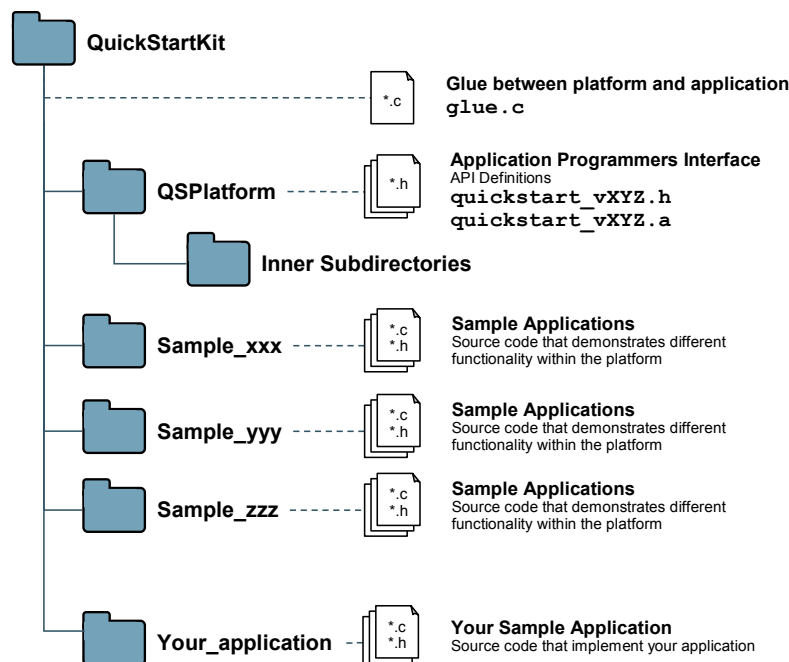 QuickStartKit
*.c
Glue between platform and application
glue.c
QSPlatform
*.h
Application Programmers Interface
API Definitions
quickstart_vXYZ.h
quickstart_vXYZ.a
Inner Subdirectories
Sample_xxx
*.c
*.h
Sample Applications
Source code that demonstrates different
functionality within the platform
Sample_yyy
*.c
*.h
Sample Applications
Source code that demonstrates different
functionality within the platform
Sample_zzz
*.c
*.h
Sample Applications
Source code that demonstrates different
functionality within the platform
Your_application
*.c
*.h
Your Sample Application
Source code that implement your application